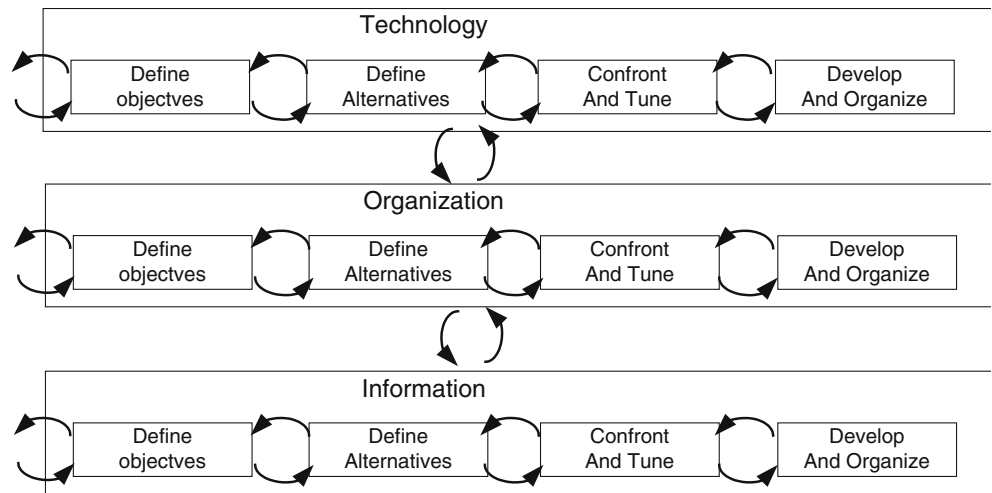 Technology
Define
objectves
Define
Alternatives
Confront
And Tune
Develop
And Organize
Organization
Define
objectves
Define
Alternatives
Confront
And Tune
Develop
And Organize
Information
Define
objectves
Define
Alternatives
Confront
And Tune
Develop
And Organize